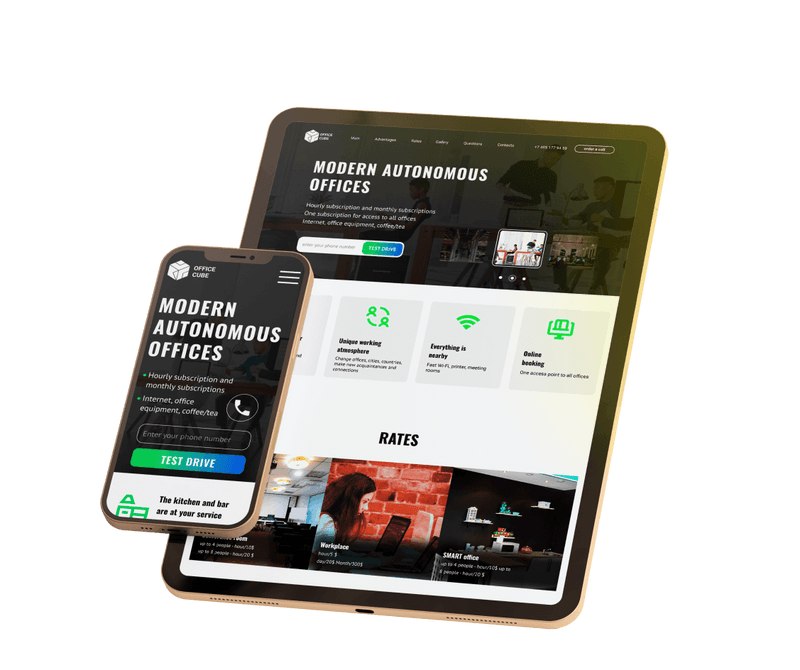 OFFICE
CUBE
Main
Advantages
Rates
Gallery
Questions
Contacts
order a call
MODERN AUTONOMOUS
OFFICES
Hourly subscription and monthly subscriptions
One subscription for access to all offices
Internet, office equipment, coffee/tea
enter your phone number
TEST DRIVE
Unique working
atmosphere
Change offices, cities, countries,
make new acquaintances and
connections
Everything is
nearby
Fast Wi-Fi, printer, meeting
rooms
Online
booking
One access point to all offices
RATES
room
up to 4 people - hour/10$
up to 8 people - hour/20 $
Workplace
hour/5 $
day/20$ Month/300$
SMART office
up to 4 people - hour/10$ up to
8 people - hour/20 $
OFFICE
CUBE
MODERN
AUTONOMOUS
OFFICES
Hourly subscription and
monthly subscriptions
Internet, office
equipment, coffee/tea
Enter your phone number
TEST DRIVE
The kitchen and bar
are at your service